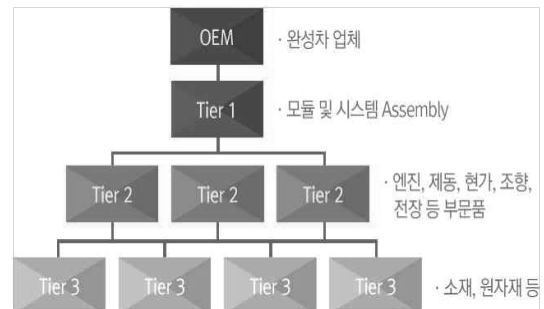 OEM · 완성차 업체
Tier 1 · 모듈 및 시스템 Assembly
Tier 2 Tier 2 Tier 2 · 엔진, 제동, 현가, 조향,
전장 등 부문품
Tier 3 Tier 3 Tier 3 Tier 3 · 소재, 원자재 등